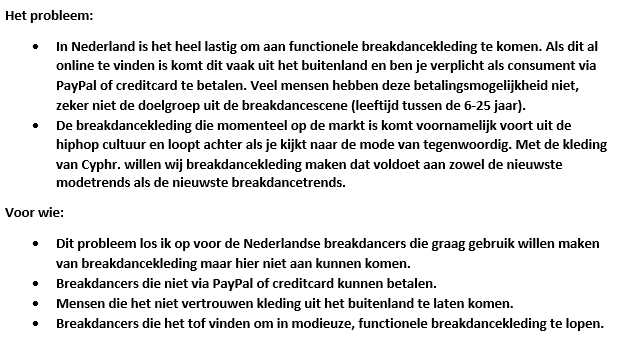 Het probleem:
• In Nederland is het heel lastig om aan functionele breakdancekleding te komen. Als dit al
online te vinden is komt dit vaak uit het buitenland en ben je verplicht als consument via
PayPal of creditcard te betalen. Veel mensen hebben deze betalingsmogelijkheid niet,
zeker niet de doelgroep uit de breakdancescene (leeftijd tussen de 6-25 jaar).
• De breakdancekleding die momenteel op de markt is komt voornamelijk voort uit de
hiphop cultuur en loopt achter als je kijkt naar de mode van tegenwoordig. Met de kleding
van Cyphr. willen wij breakdancekleding maken dat voldoet aan zowel de nieuwste
modetrends als de nieuwste breakdancetrends.
Voor wie:
• Dit probleem los ik op voor de Nederlandse breakdancers die graag gebruik willen maken
van breakdancekleding maar hier niet aan kunnen komen.
• Breakdancers die niet via PayPal of creditcard kunnen betalen.
• Mensen die het niet vertrouwen kleding uit het buitenland te laten komen.
• Breakdancers die het tof vinden om in modieuze, functionele breakdancekleding te lopen.